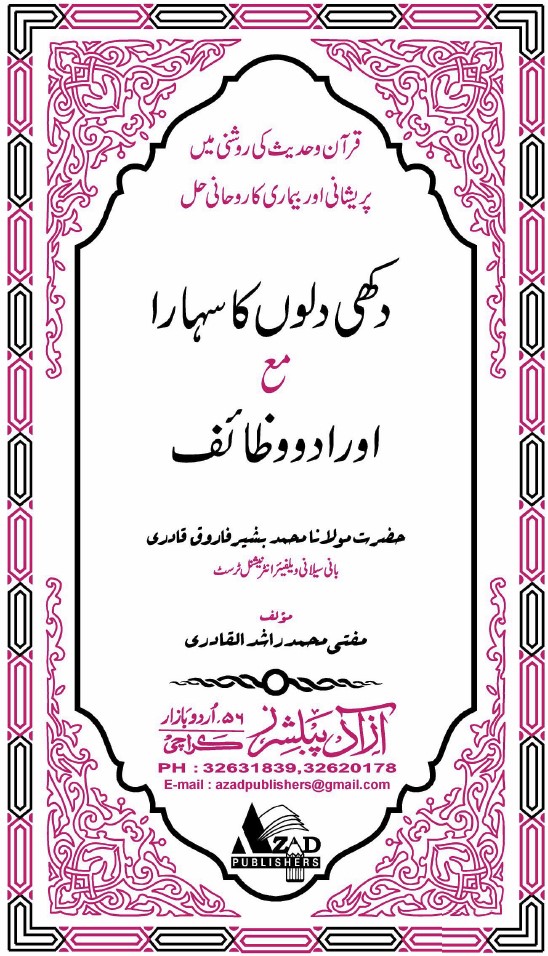 قرآن و حدیث کی روشنی میں
پریشانی اور بیماری کا روحانی حل
دکھی دلوں کا سہارا
مع
اوراد و وظائف
حضرت مولانا محمد بشیر فاروق قادری
بانی سیلانی ویلفیئر انٹرنیشنل ٹرسٹ
مؤلف
مفتی محمد راشد القادری
آزاد پبلشرز ۵۶۔اُردو بازار کراچی
PH : 32631839,32620178
E-mail : azadpublishers@gmail.com
AZAD
PUBLISHERS